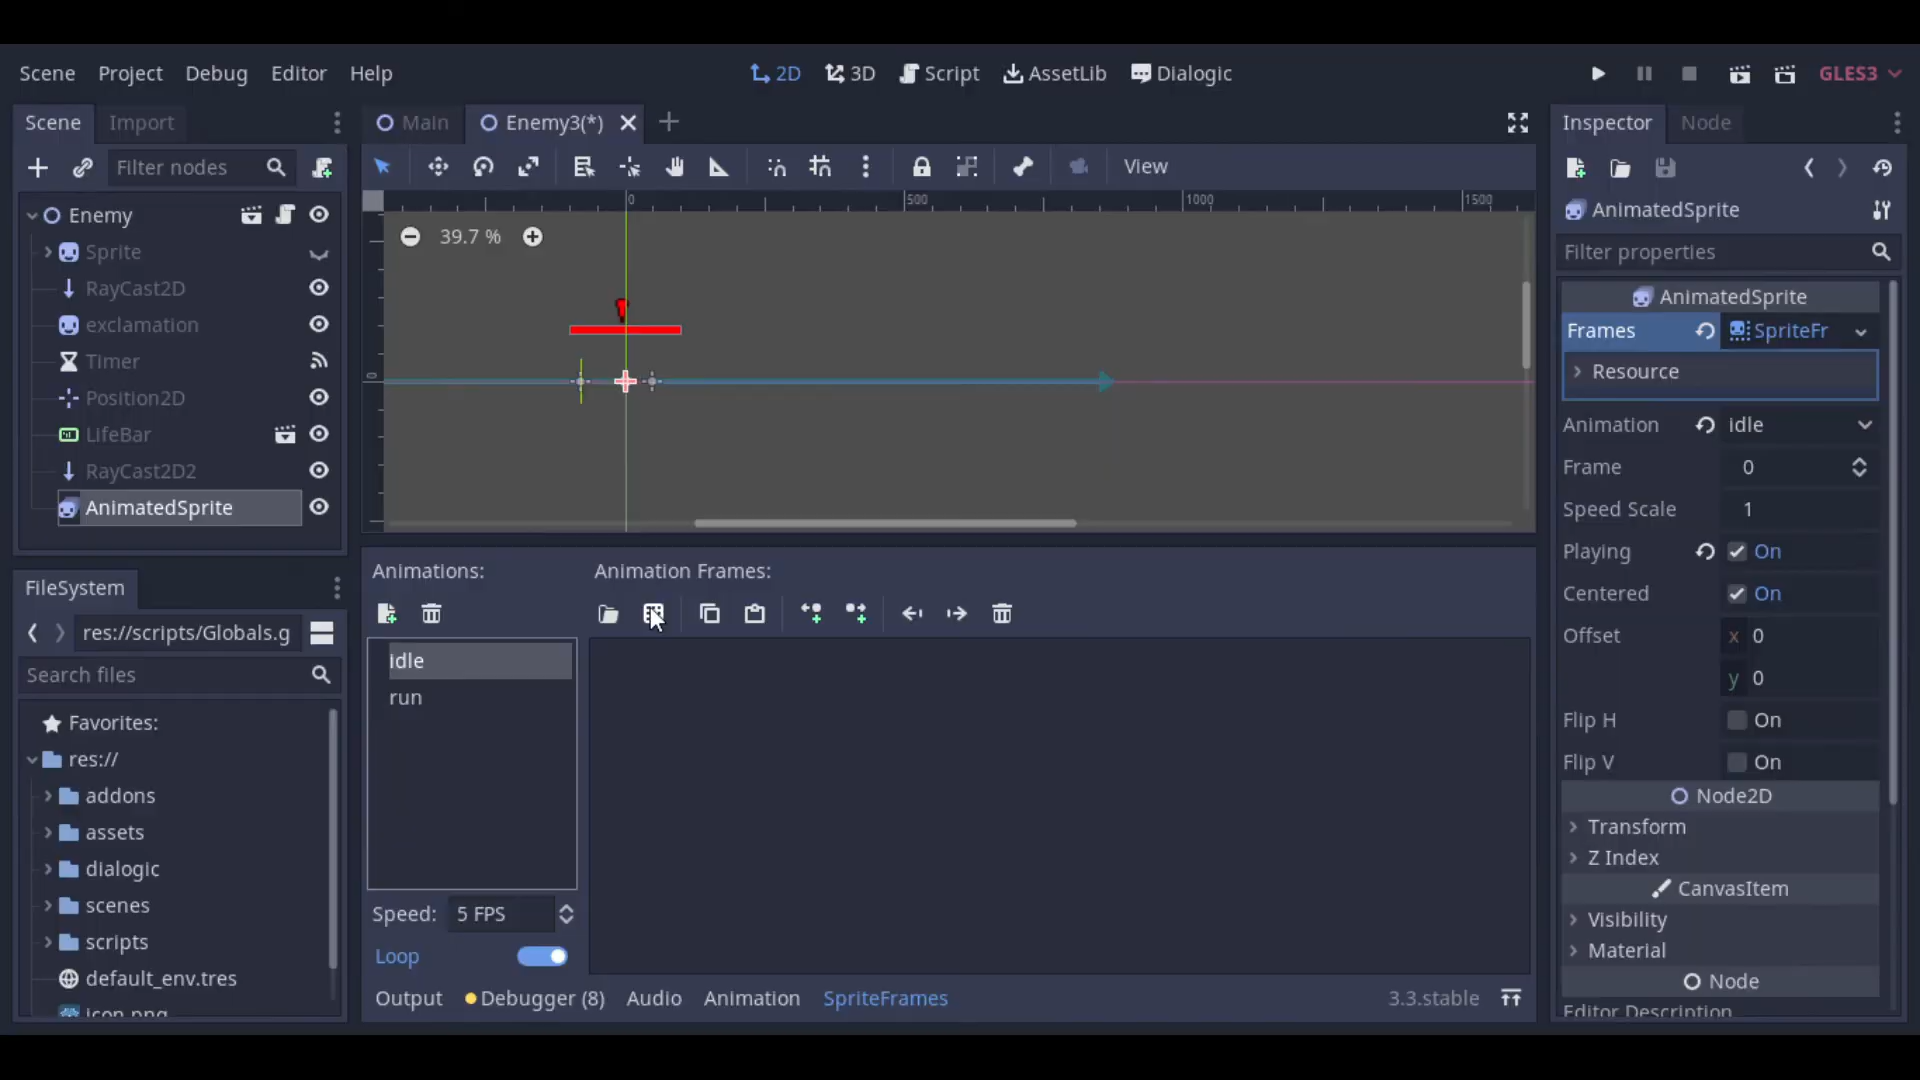 Scene Project Debug Editor Help
2D 3D Script AssetLib Dialogic
GLES3
Scene Import
Filter nodes
Enemy
Sprite
RayCast2D
exclamation
Timer
Position2D
LifeBar
RayCast2D2
AnimatedSprite
FileSystem
res://scripts/Globals.g
Search files
Favorites:
res://
addons
assets
dialogic
scenes
scripts
default_env.tres
icon.png
Main Enemy3(*)
View
0 500 1000 1500
39.7 %
0
Animations:
idle
run
Speed: 5 FPS
Loop
Animation Frames:
Output Debugger (8) Audio Animation SpriteFrames 3.3.stable
Inspector Node
AnimatedSprite
Filter properties
AnimatedSprite
Frames SpriteFr
Resource
Animation idle
Frame 0
Speed Scale 1
Playing On
Centered On
Offset x 0
y 0
Flip H On
Flip V On
Node2D
Transform
Z Index
CanvasItem
Visibility
Material
Node
Editor Description